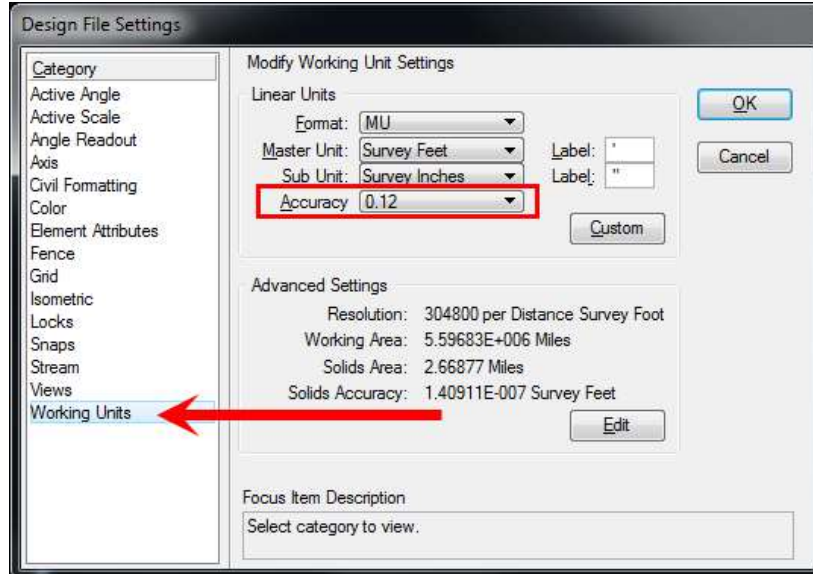 Design File Settings
Category
Active Angle
Active Scale
Angle Readout
Axis
Civil Formatting
Color
Element Attributes
Fence
Grid
Isometric
Locks
Snaps
Stream
Views
Working Units
Modify Working Unit Settings
Linear Units
Format: MU
Master Unit: Survey Feet Label: '
Sub Unit: Survey Inches Label: "
Accuracy 0.12
Custom
Advanced Settings
Resolution: 304800 per Distance Survey Foot
Working Area: 5.59683E+006 Miles
Solids Area: 2.66877 Miles
Solids Accuracy: 1.40911E-007 Survey Feet
Edit
Focus Item Description
Select category to view.
OK
Cancel